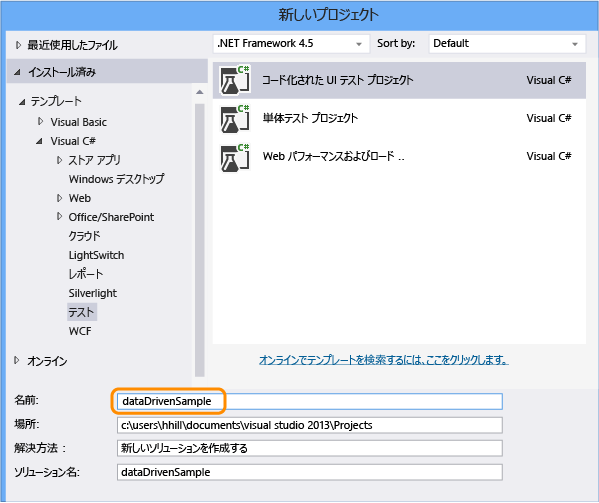 新しいプロジェクト
最近使用したファイル
.NET Framework 4.5
Sort by:
Default
インストール済み
テンプレート
Visual Basic
Visual C#
ストア アプリ
Windows デスクトップ
Web
Office/SharePoint
クラウド
LightSwitch
レポート
Silverlight
テスト
WCF
オンライン
C#
コード化された UI テスト プロジェクト
Visual C#
C#
単体テスト プロジェクト
Visual C#
C#
Web パフォーマンスおよびロード ..
Visual C#
オンラインでテンプレートを検索するには、ここをクリックします。
名前:
dataDrivenSample
場所:
c:\users\hhill\documents\visual studio 2013\Projects
解決方法 :
新しいソリューションを作成する
ソリューション名:
dataDrivenSample